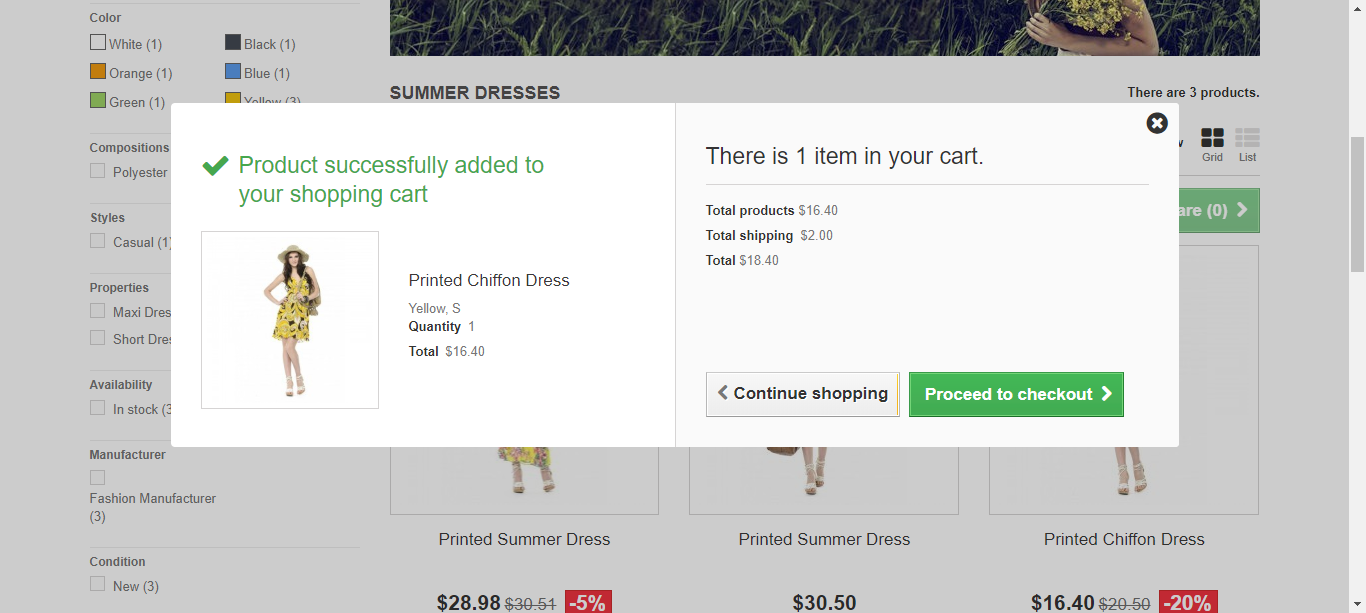 Color
White (1)
Black (1)
Orange (1)
Blue (1)
Green (1)
Yellow (3)
Compositions
Polyester
Styles
Casual (1)
Properties
Maxi Dres
Short Dre
Availability
In stock (3
Manufacturer
Fashion Manufacturer
(3)
Condition
New (3)
SUMMER DRESSES
There are 3 products.
Grid
List
are (0)
Product successfully added to
your shopping cart
Printed Chiffon Dress
Yellow, S
Quantity 1
Total $16.40
There is 1 item in your cart.
Total products $16.40
Total shipping $2.00
Total $18.40
Continue shopping
Proceed to checkout
Printed Summer Dress
Printed Summer Dress
Printed Chiffon Dress
$28.98 $30.51 -5%
$30.50
$16.40 $20.50 -20%